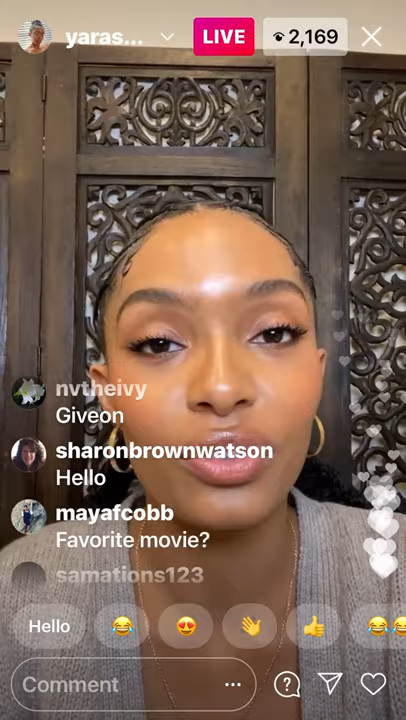 yaras...
LIVE
2,169
nvtheivy
Giveon
sharonbrownwatson
Hello
mayafcobb
Favorite movie?
samations123
Hello
Comment